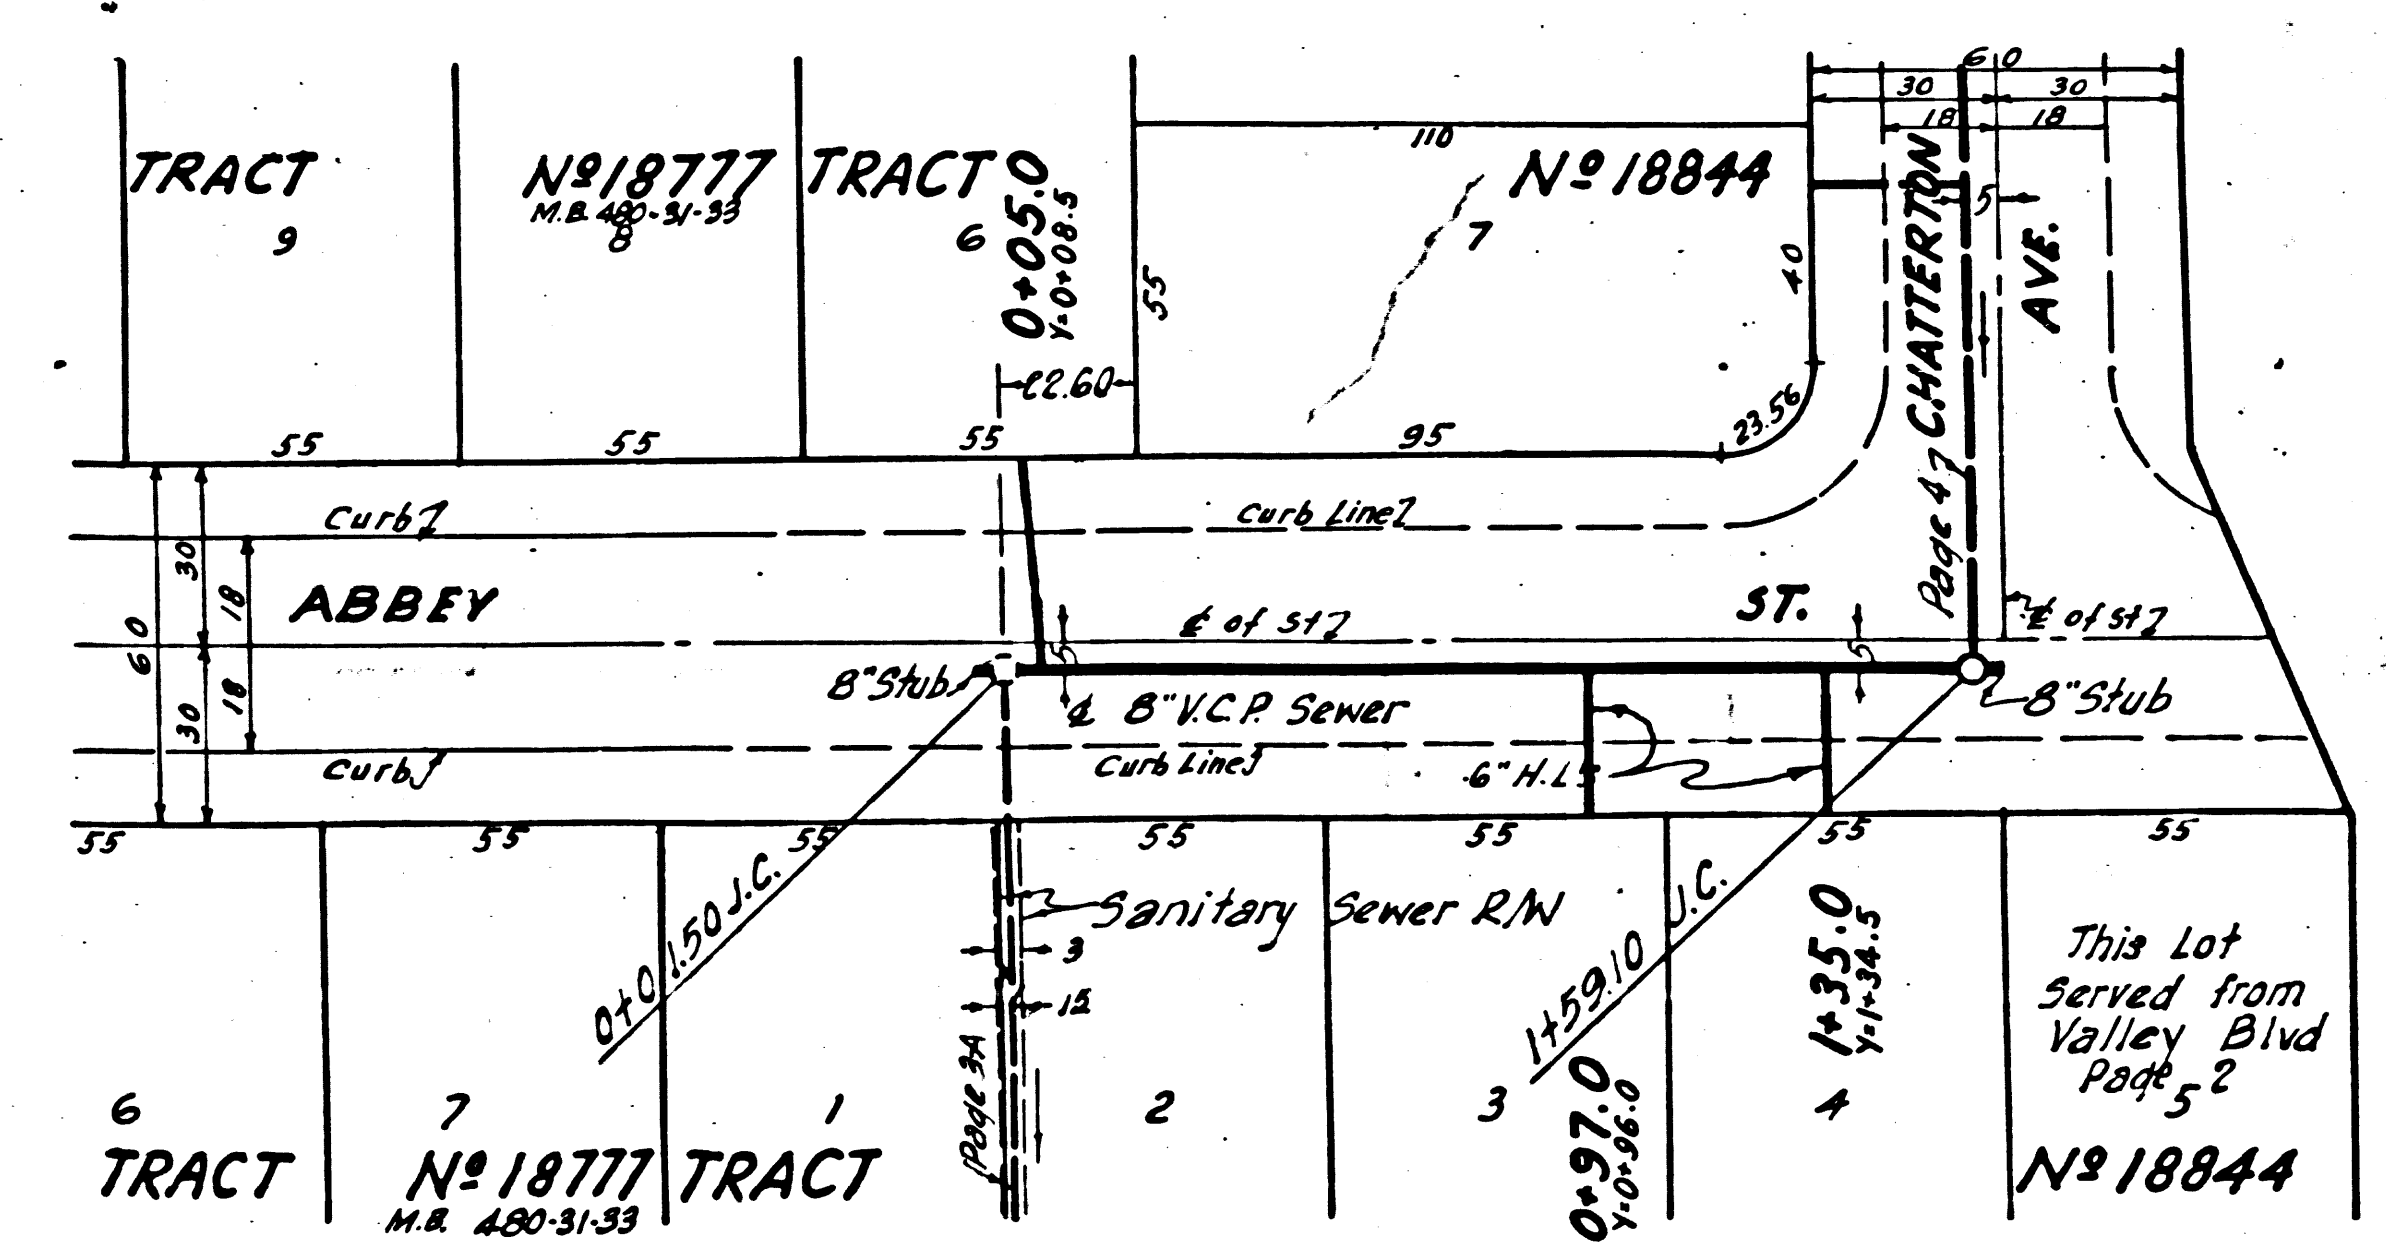 60
30
30
18
18
110
TRACT
Nº 18777
TRACT
Nº 18844
M.B. 480-31-33
9
8
6
7
0+05.0
Y=0+08.5
55
40
5
CHATTERTON
AVE.
22.60
23.56
55
55
55
95
Page 47
Curb
Curb Line
60
30
18
30
18
ABBEY
ST.
℄ of St
℄ of St
5
5
8" Stub
℄ 8" V.C.P. Sewer
8" Stub
Curb
Curb Line
6" H.L.
55
55
55
55
55
55
55
0+01.50 J.C.
Sanitary Sewer R/W
3
15
1+59.10 J.C.
1+35.0
Y=1+34.5
This Lot
Served from
Valley Blvd
Page 2
Page 3A
0+97.0
Y=0+96.0
6
7
1
2
3
4
5
TRACT
Nº 18777
TRACT
Nº 18844
M.B. 480-31-33